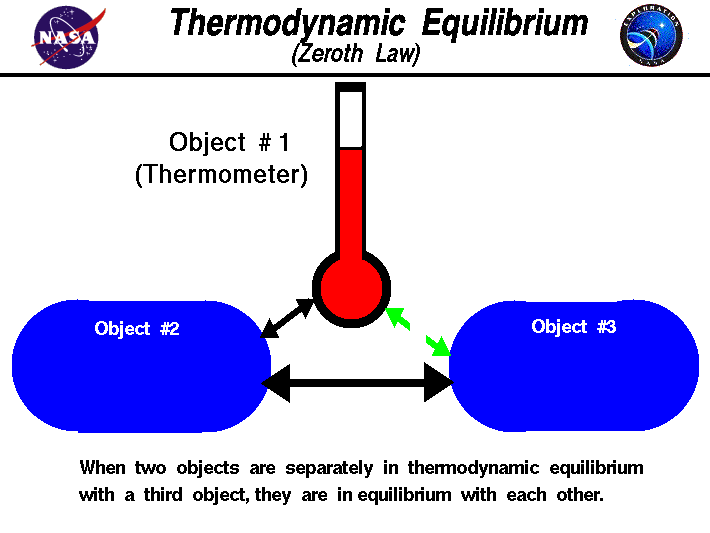 NASA
Thermodynamic Equilibrium
(Zeroth Law)
EXPLORATION
NASA
Object # 1
(Thermometer)
Object #2
Object #3
When two objects are separately in thermodynamic equilibrium
with a third object, they are in equilibrium with each other.